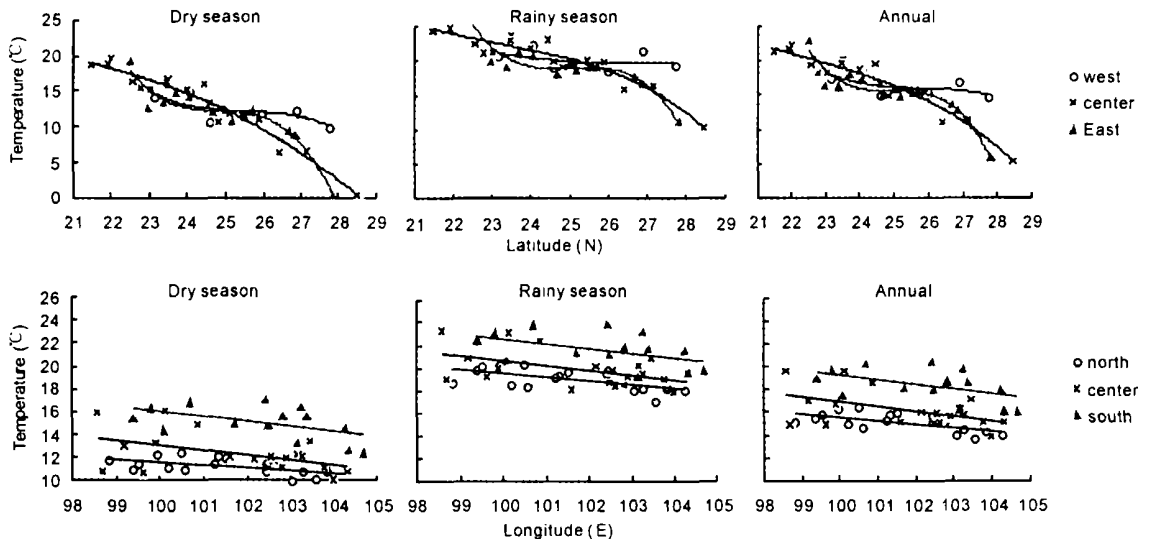 Dry season
Rainy season
Annual
Temperature (℃)
25
20
15
10
5
0
21 22 23 24 25 26 27 28 29
21 22 23 24 25 26 27 28 29
21 22 23 24 25 26 27 28 29
Latitude (N)
west
center
East
Dry season
Rainy season
Annual
Temperature (℃)
26
24
22
20
18
16
14
12
10
98 99 100 101 102 103 104 105
98 99 100 101 102 103 104 105
98 99 100 101 102 103 104 105
Longitude (E)
north
center
south